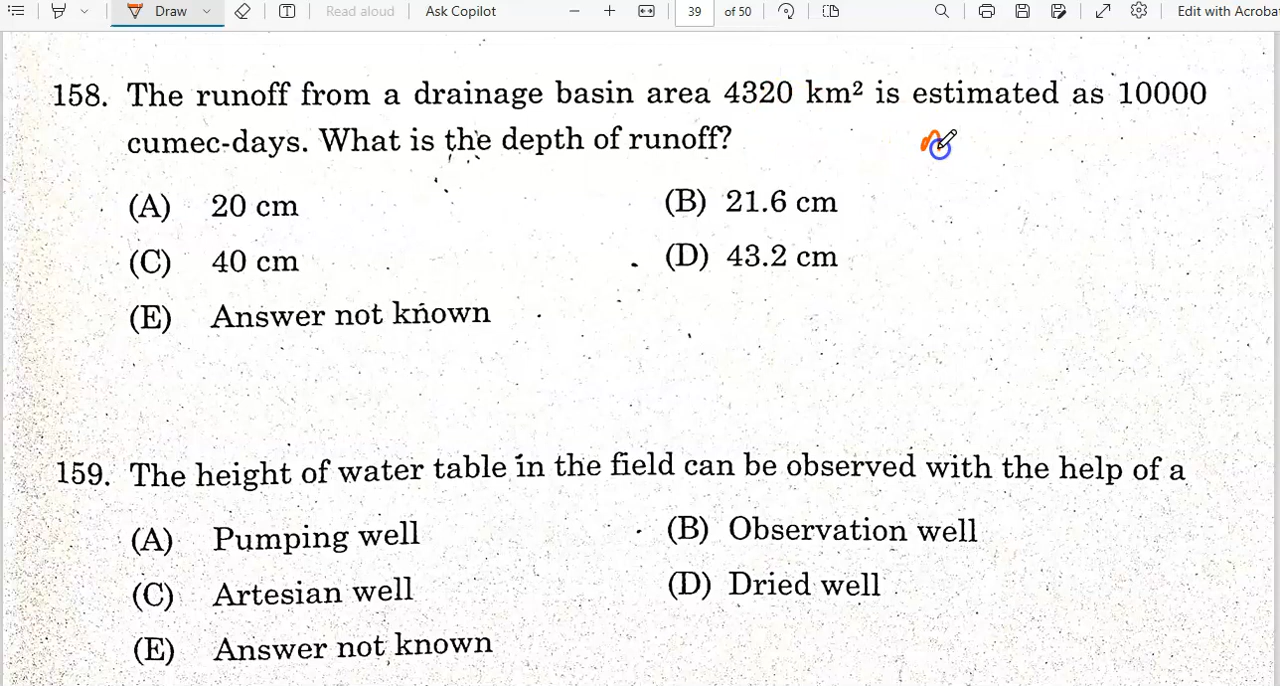 Draw
Read aloud
Ask Copilot
39
of 50
Edit with Acroba
158. The runoff from a drainage basin area 4320 km² is estimated as 10000
cumec-days. What is the depth of runoff?
(A) 20 cm
(B) 21.6 cm
(C) 40 cm
(D) 43.2 cm
(E) Answer not known
159. The height of water table in the field can be observed with the help of a
(A) Pumping well
(B) Observation well
(C) Artesian well
(D) Dried well
(E) Answer not known